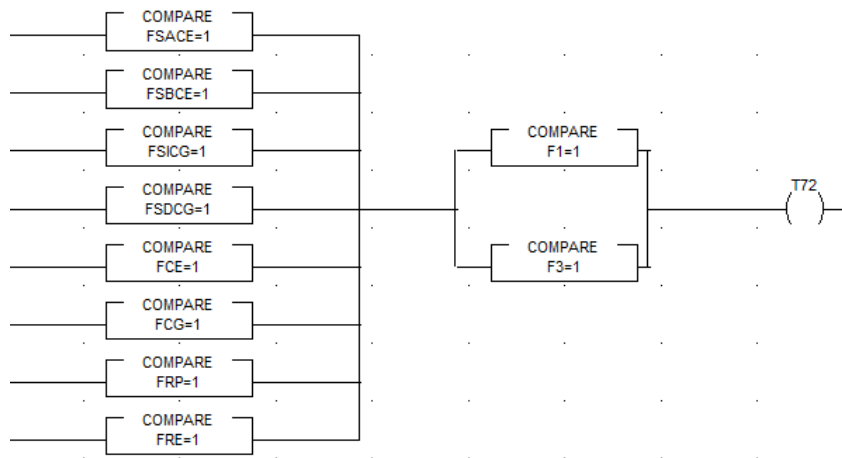 COMPARE
FSACE=1
COMPARE
FSBCE=1
COMPARE
FSICG=1
COMPARE
FSDCG=1
COMPARE
FCE=1
COMPARE
FCG=1
COMPARE
FRP=1
COMPARE
FRE=1
COMPARE
F1=1
COMPARE
F3=1
T72